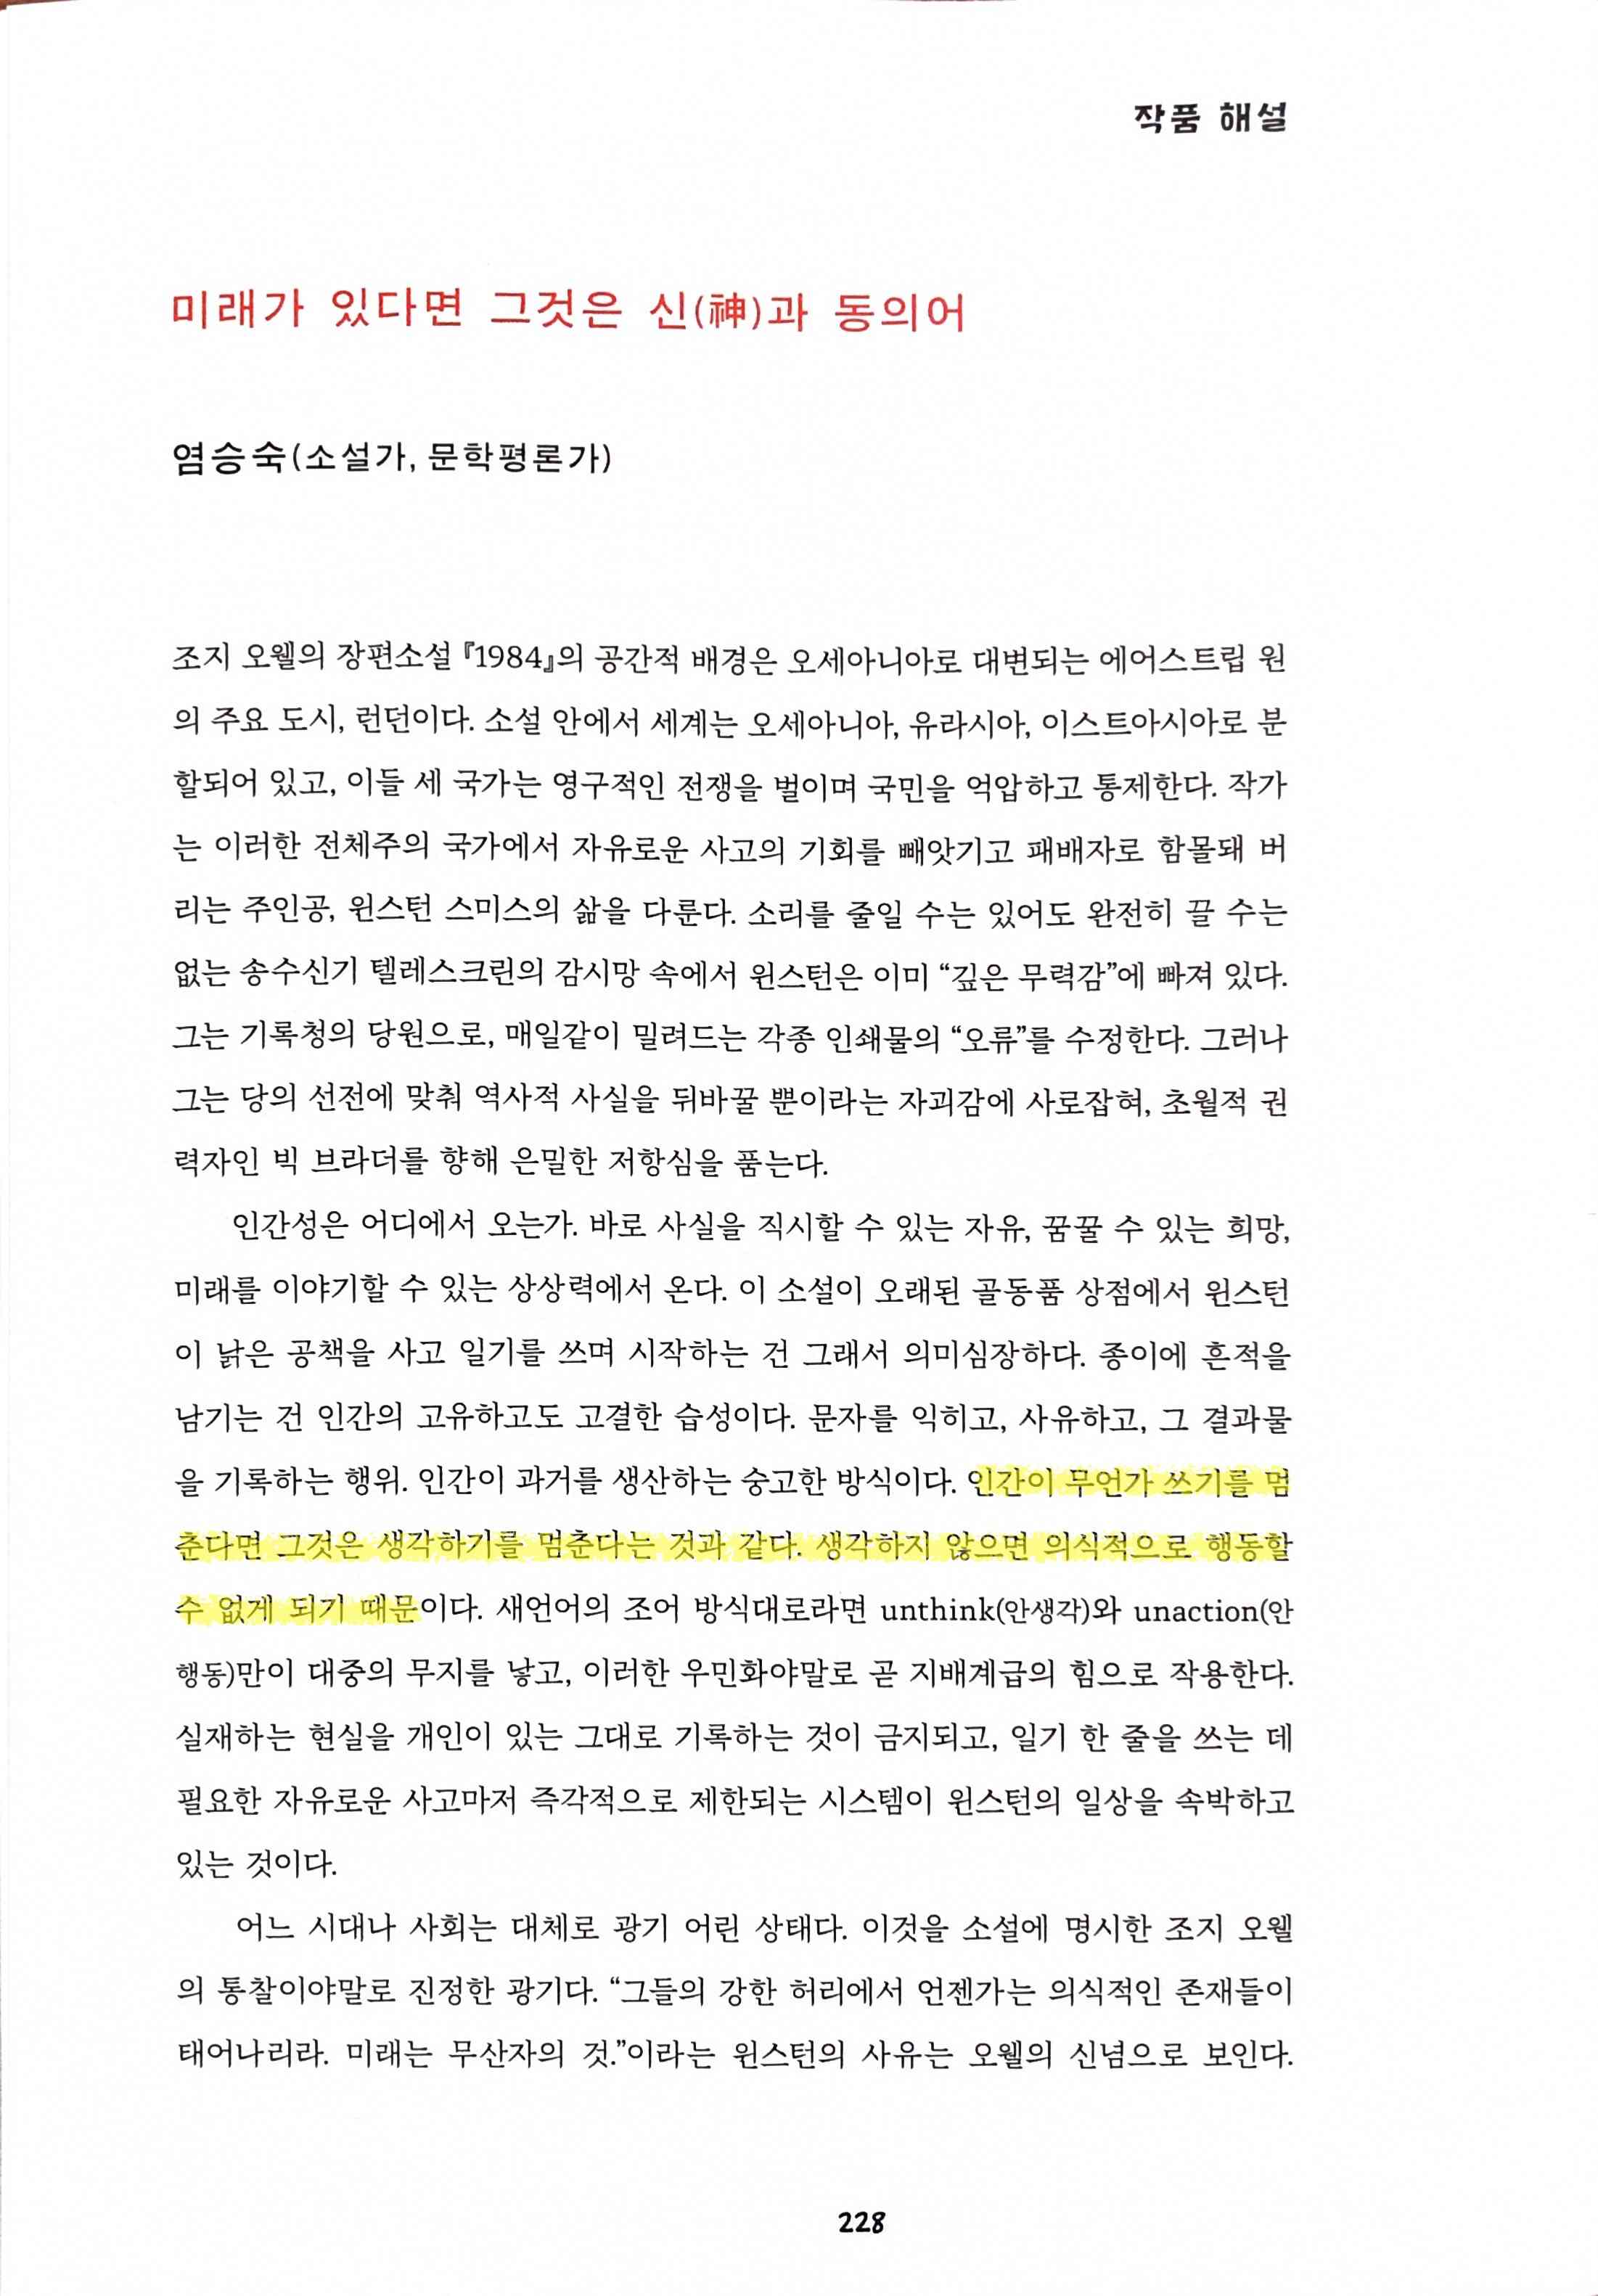 작품 해설
미래가 있다면 그것은 신(神)과 동의어
염승숙(소설가, 문학평론가)
조지 오웰의 장편소설 『1984』의 공간적 배경은 오세아니아로 대변되는 에어스트립 원
의 주요 도시, 런던이다. 소설 안에서 세계는 오세아니아, 유라시아, 이스트아시아로 분
할되어 있고, 이들 세 국가는 영구적인 전쟁을 벌이며 국민을 억압하고 통제한다. 작가
는 이러한 전체주의 국가에서 자유로운 사고의 기회를 빼앗기고 패배자로 함몰돼 버
리는 주인공, 윈스턴 스미스의 삶을 다룬다. 소리를 줄일 수는 있어도 완전히 끌 수는
없는 송수신기 텔레스크린의 감시망 속에서 윈스턴은 이미 “깊은 무력감”에 빠져 있다.
그는 기록청의 당원으로, 매일같이 밀려드는 각종 인쇄물의 “오류”를 수정한다. 그러나
그는 당의 선전에 맞춰 역사적 사실을 뒤바꿀 뿐이라는 자괴감에 사로잡혀, 초월적 권
력자인 빅 브라더를 향해 은밀한 저항심을 품는다.
인간성은 어디에서 오는가. 바로 사실을 직시할 수 있는 자유, 꿈꿀 수 있는 희망,
미래를 이야기할 수 있는 상상력에서 온다. 이 소설이 오래된 골동품 상점에서 윈스턴
이 낡은 공책을 사고 일기를 쓰며 시작하는 건 그래서 의미심장하다. 종이에 흔적을
남기는 건 인간의 고유하고도 고결한 습성이다. 문자를 익히고, 사유하고, 그 결과물
을 기록하는 행위. 인간이 과거를 생산하는 숭고한 방식이다. 인간이 무언가 쓰기를 멈
춘다면 그것은 생각하기를 멈춘다는 것과 같다. 생각하지 않으면 의식적으로 행동할
수 없게 되기 때문이다. 새언어의 조어 방식대로라면 unthink(안생각)와 unaction(안
행동)만이 대중의 무지를 낳고, 이러한 우민화야말로 곧 지배계급의 힘으로 작용한다.
실재하는 현실을 개인이 있는 그대로 기록하는 것이 금지되고, 일기 한 줄을 쓰는 데
필요한 자유로운 사고마저 즉각적으로 제한되는 시스템이 윈스턴의 일상을 속박하고
있는 것이다.
어느 시대나 사회는 대체로 광기 어린 상태다. 이것을 소설에 명시한 조지 오웰
의 통찰이야말로 진정한 광기다. “그들의 강한 허리에서 언젠가는 의식적인 존재들이
태어나리라. 미래는 무산자의 것.”이라는 윈스턴의 사유는 오웰의 신념으로 보인다.
228